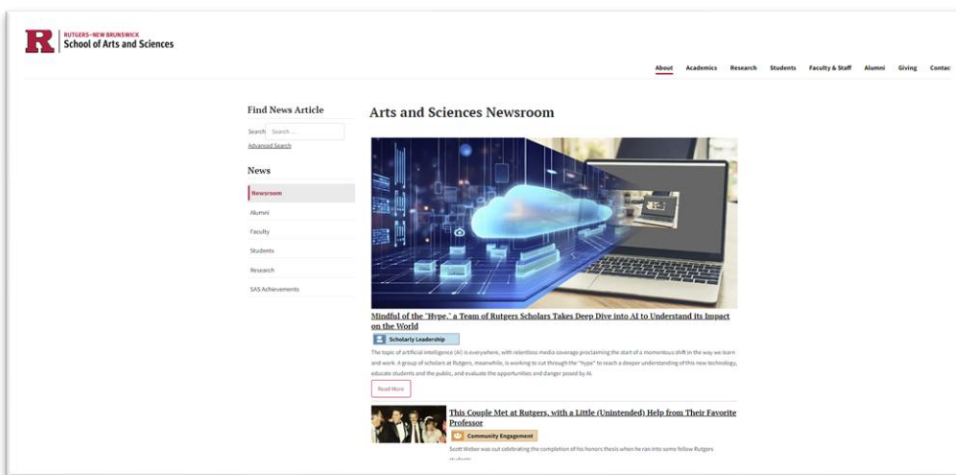 R
RUTGERS-NEW BRUNSWICK
School of Arts and Sciences
About Academics Research Students Faculty & Staff Alumni Giving Contac
Find News Article
Search Search ...
Advanced Search
News
Newsroom
Alumni
Faculty
Students
Research
SAS Achievements
Arts and Sciences Newsroom
Mindful of the 'Hype,' a Team of Rutgers Scholars Takes Deep Dive into AI to Understand its Impact
on the World
Scholarly Leadership
The topic of artificial intelligence (AI) is everywhere, with relentless media coverage proclaiming the start of a momentous shift in the way we learn
and work. A group of scholars at Rutgers, meanwhile, is working to cut through the "hype" to reach a deeper understanding of this new technology,
educate students and the public, and evaluate the opportunities and danger posed by AI.
Read More
This Couple Met at Rutgers, with a Little (Unintended) Help from Their Favorite
Professor
Community Engagement
Scott Weber was out celebrating the completion of his honors thesis when he ran into some fellow Rutgers